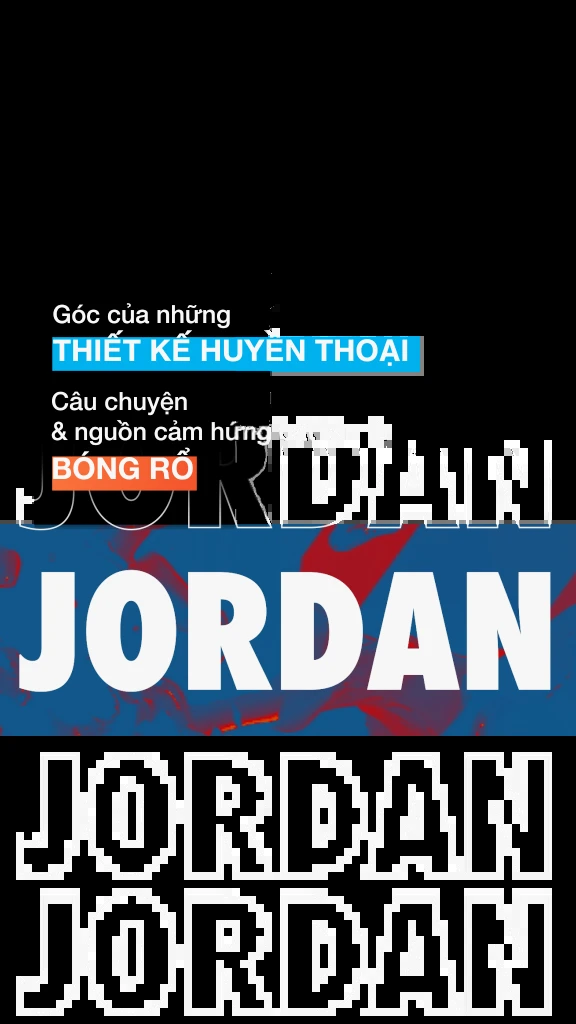 Góc của những
THIẾT KẾ HUYỀN THOẠI
Câu chuyện
& nguồn cảm hứng
BÓNG RỔ
JORDAN
JORDAN
JORDAN
JORDAN